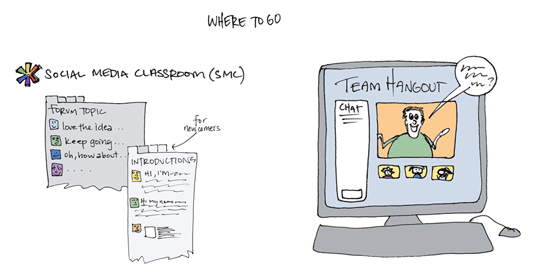 WHERE TO GO
SOCIAL MEDIA CLASSROOM (SMC)
FORUM TOPIC
love the idea...
keep going...
oh, how about...
.....
for newcomers
INTRODUCTIONS
Hi, I'm
Hi my name
TEAM HANGOUT
CHAT